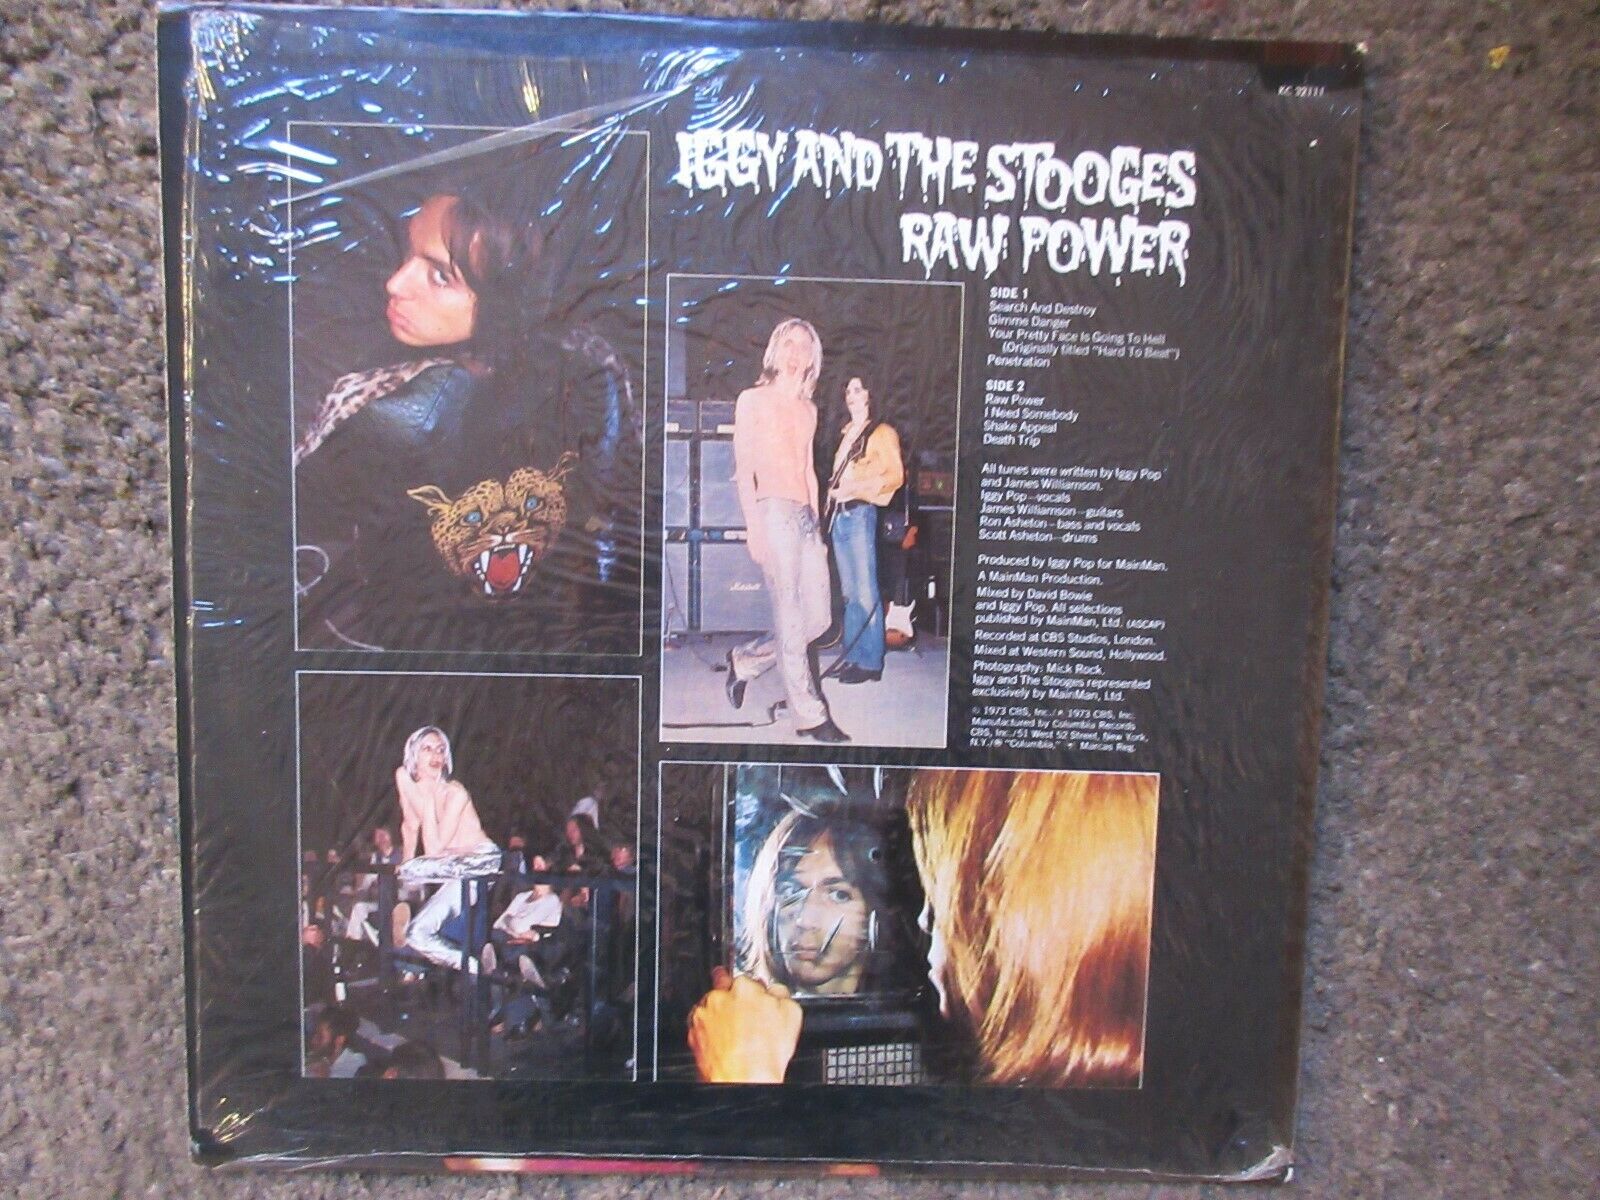 KC 32111
IGGY AND THE STOOGES
RAW POWER
SIDE 1
Search And Destroy
Gimme Danger
Your Pretty Face Is Going To Hell
(Originally titled "Hard To Beat")
Penetration
SIDE 2
Raw Power
I Need Somebody
Shake Appeal
Death Trip
All tunes were written by Iggy Pop
and James Williamson.
Iggy Pop—vocals
James Williamson—guitars
Ron Asheton—bass and vocals
Scott Asheton—drums
Produced by Iggy Pop for MainMan.
A MainMan Production.
Mixed by David Bowie
and Iggy Pop. All selections
published by MainMan, Ltd. (ASCAP)
Recorded at CBS Studios, London.
Mixed at Western Sound, Hollywood.
Photography: Mick Rock.
Iggy and The Stooges represented
exclusively by MainMan, Ltd.
© 1973 CBS, Inc./℗ 1973 CBS, Inc.
Manufactured by Columbia Records
CBS, Inc./51 West 52 Street, New York,
N.Y./® "Columbia," Marcas Reg.
Marshall